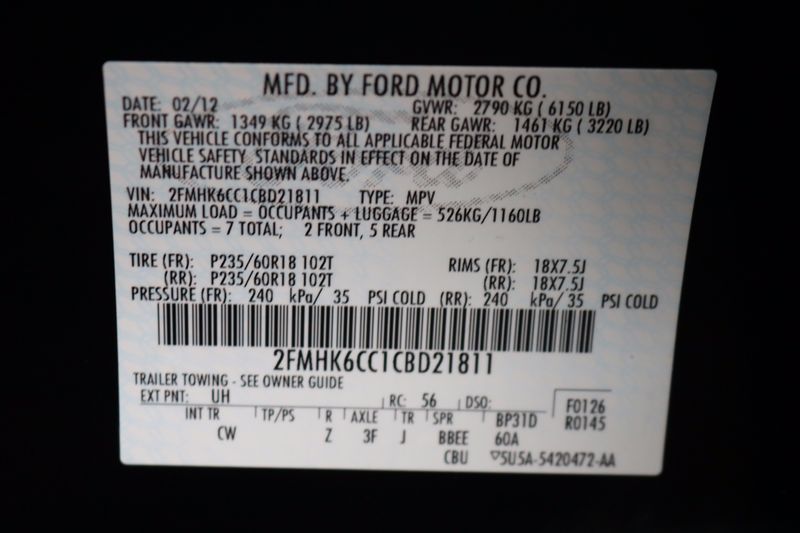 MFD. BY FORD MOTOR CO.
DATE: 02/12 GVWR: 2790 KG ( 6150 LB)
FRONT GAWR: 1349 KG ( 2975 LB) REAR GAWR: 1461 KG ( 3220 LB)
THIS VEHICLE CONFORMS TO ALL APPLICABLE FEDERAL MOTOR
VEHICLE SAFETY STANDARDS IN EFFECT ON THE DATE OF
MANUFACTURE SHOWN ABOVE.
VIN: 2FMHK6CC1CBD21811 TYPE: MPV
MAXIMUM LOAD = OCCUPANTS + LUGGAGE = 526KG/1160LB
OCCUPANTS = 7 TOTAL; 2 FRONT, 5 REAR
TIRE (FR): P235/60R18 102T RIMS (FR): 18X7.5J
(RR): P235/60R18 102T (RR): 18X7.5J
PRESSURE (FR): 240 kPa/ 35 PSI COLD (RR): 240 kPa/ 35 PSI COLD
2FMHK6CC1CBD21811
TRAILER TOWING - SEE OWNER GUIDE
EXT PNT: UH RC: 56 DSO: F0126
INT TR TP/PS R AXLE TR SPR BP31D R0145
CW Z 3F J BBEE 60A
CBU ▽5U5A-5420472-AA